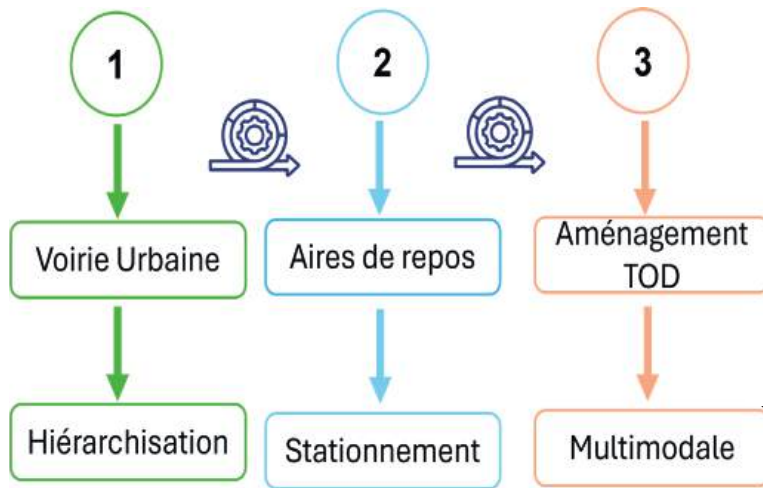 1
2
3
Voirie Urbaine
Aires de repos
Aménagement
TOD
Hiérarchisation
Stationnement
Multimodale